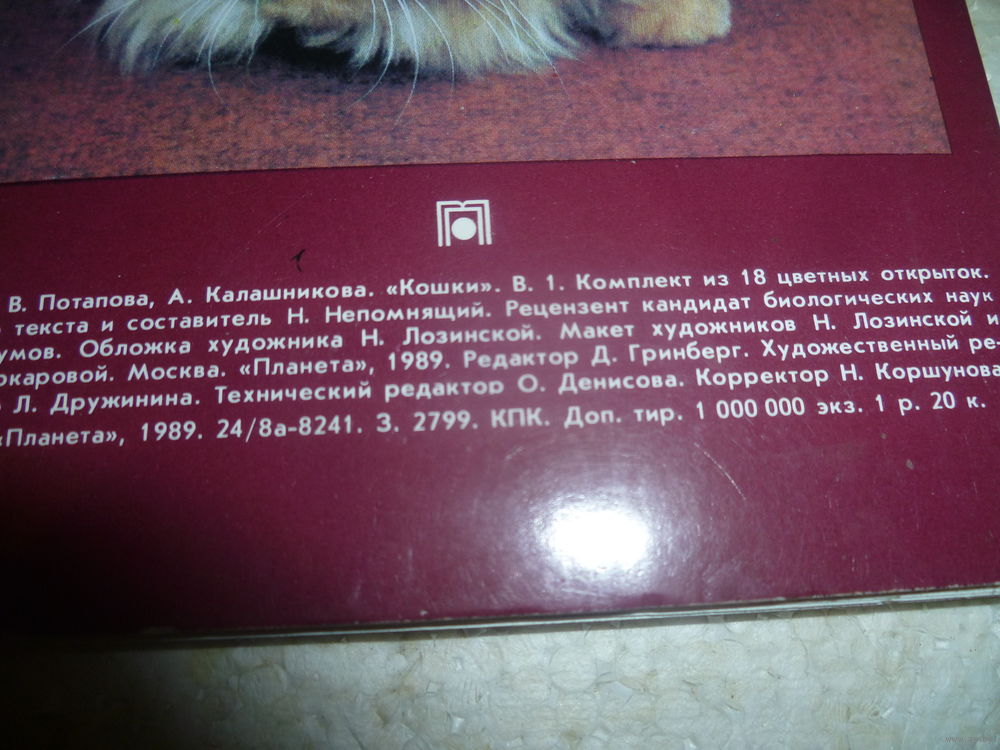 В. Потапова, А. Калашникова. «Кошки». В. 1. Комплект из 18 цветных открыток.
текста и составитель Н. Непомнящий. Рецензент кандидат биологических наук
умов. Обложка художника Н. Лозинской. Макет художников Н. Лозинской и
окаровой. Москва. «Планета», 1989. Редактор Д. Гринберг. Художественный ре-
Л. Дружинина. Технический редактор О. Денисова. Корректор Н. Коршунова
«Планета», 1989. 24/8а-8241. З. 2799. КПК. Доп. тир. 1 000 000 экз. 1 р. 20 к.